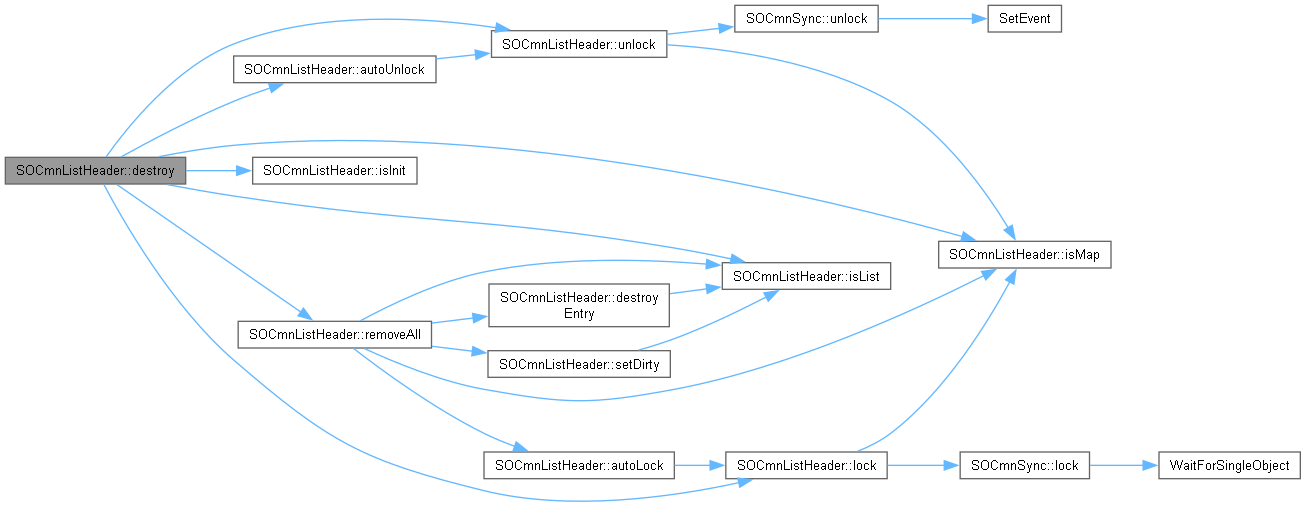 SOCmnSync::unlock
SetEvent
SOCmnListHeader::unlock
SOCmnListHeader::autoUnlock
SOCmnListHeader::destroy
SOCmnListHeader::isInit
SOCmnListHeader::isMap
SOCmnListHeader::isList
SOCmnListHeader::destroy
Entry
SOCmnListHeader::removeAll
SOCmnListHeader::setDirty
SOCmnListHeader::autoLock
SOCmnListHeader::lock
SOCmnSync::lock
WaitForSingleObject